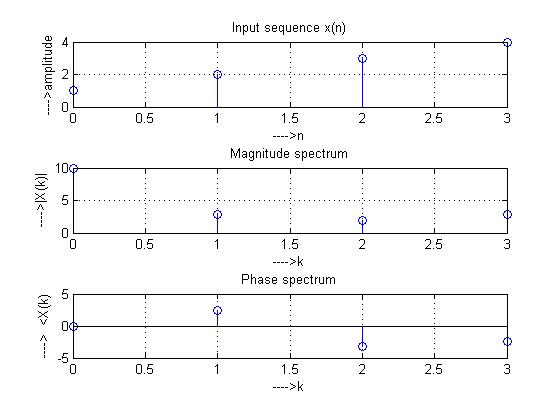 Input sequence x(n)
---->amplitude
4
2
0
0 0.5 1 1.5 2 2.5 3
---->n
Magnitude spectrum
---->|X(k)|
10
5
0
0 0.5 1 1.5 2 2.5 3
---->k
Phase spectrum
----> <X(k)
5
0
-5
0 0.5 1 1.5 2 2.5 3
---->k